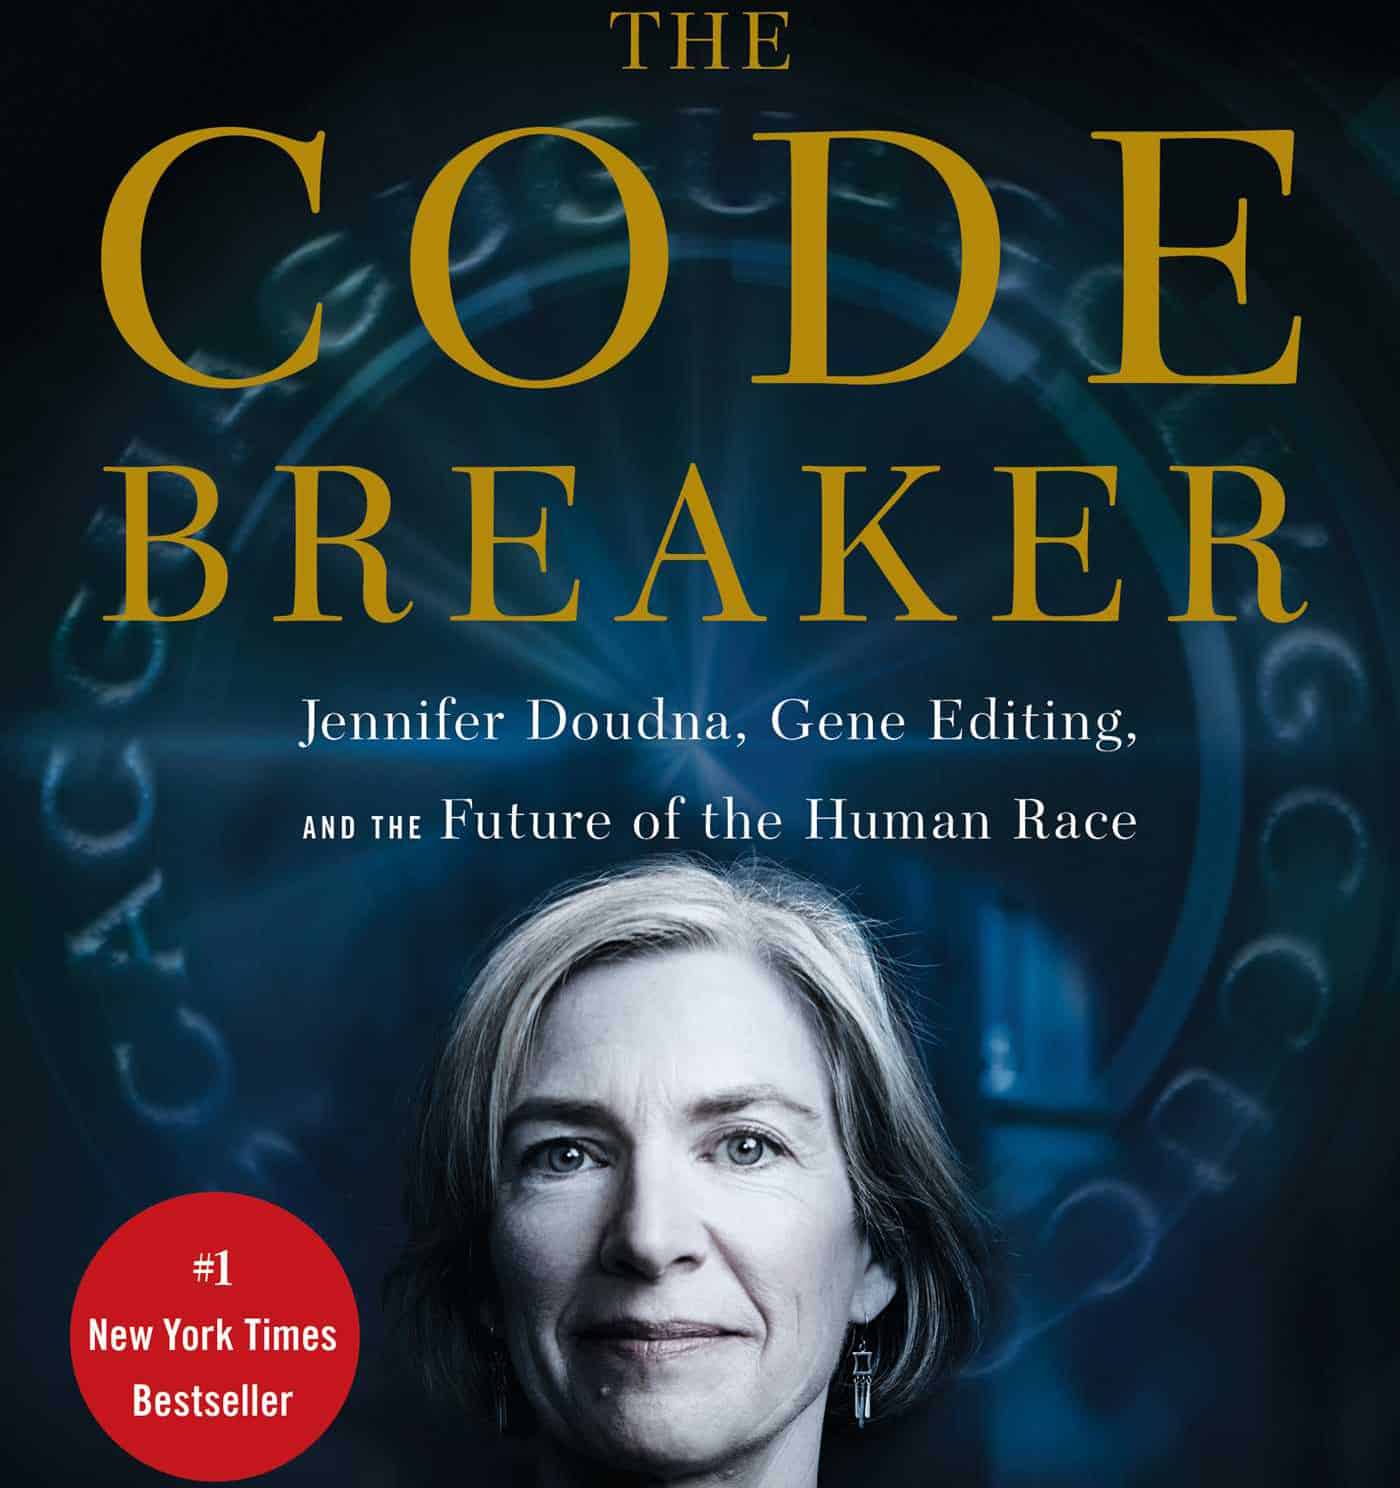 THE
CODE
BREAKER
Jennifer Doudna, Gene Editing,
AND THE Future of the Human Race
#1
New York Times
Bestseller